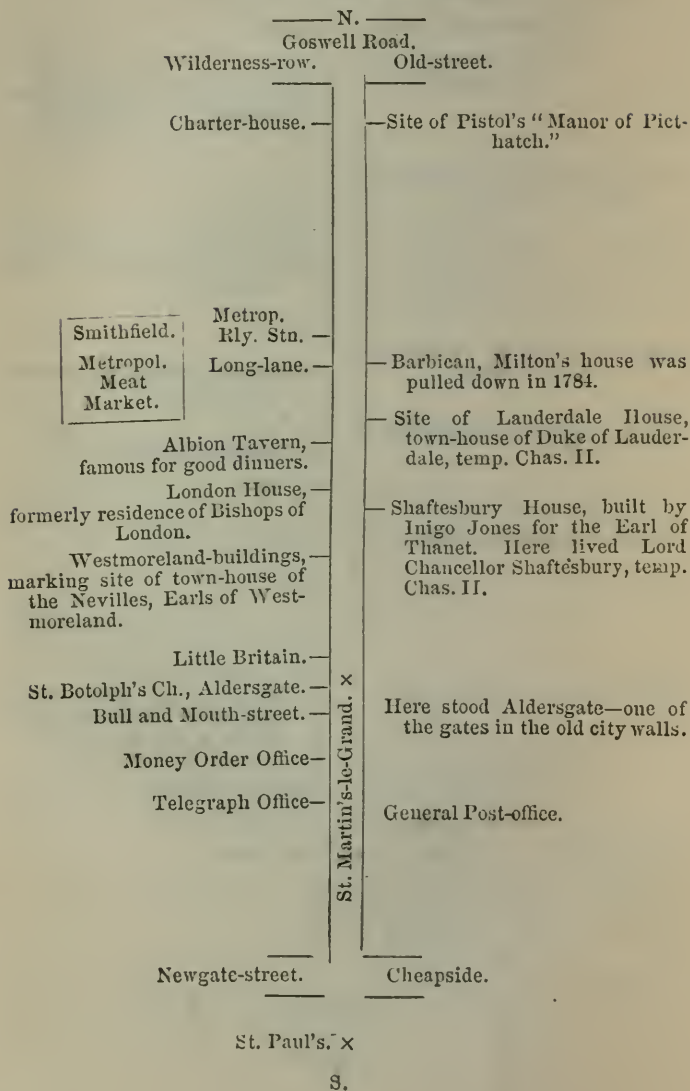 N.
Goswell Road.
Wilderness-row.
Old-street.
Charter-house.
Site of Pistol's "Manor of Pict-
hatch."
Metrop.
Rly. Stn.
Smithfield.
Metropol.
Meat
Market.
Long-lane.
Barbican, Milton's house was
pulled down in 1784.
Site of Lauderdale House,
town-house of Duke of Lauder-
dale, temp. Chas. II.
Albion Tavern,
famous for good dinners.
London House,
formerly residence of Bishops of
London.
Shaftesbury House, built by
Inigo Jones for the Earl of
Thanet. Here lived Lord
Chancellor Shaftesbury, temp.
Chas. II.
Westmoreland-buildings,
marking site of town-house of
the Nevilles, Earls of West-
moreland.
Little Britain.
St. Botolph's Ch., Aldersgate.
Bull and Mouth-street.
Here stood Aldersgate—one of
the gates in the old city walls.
Money Order Office
Telegraph Office
General Post-office.
St. Martin's-le-Grand. ×
Newgate-street.
Cheapside.
St. Paul's. ×
S.